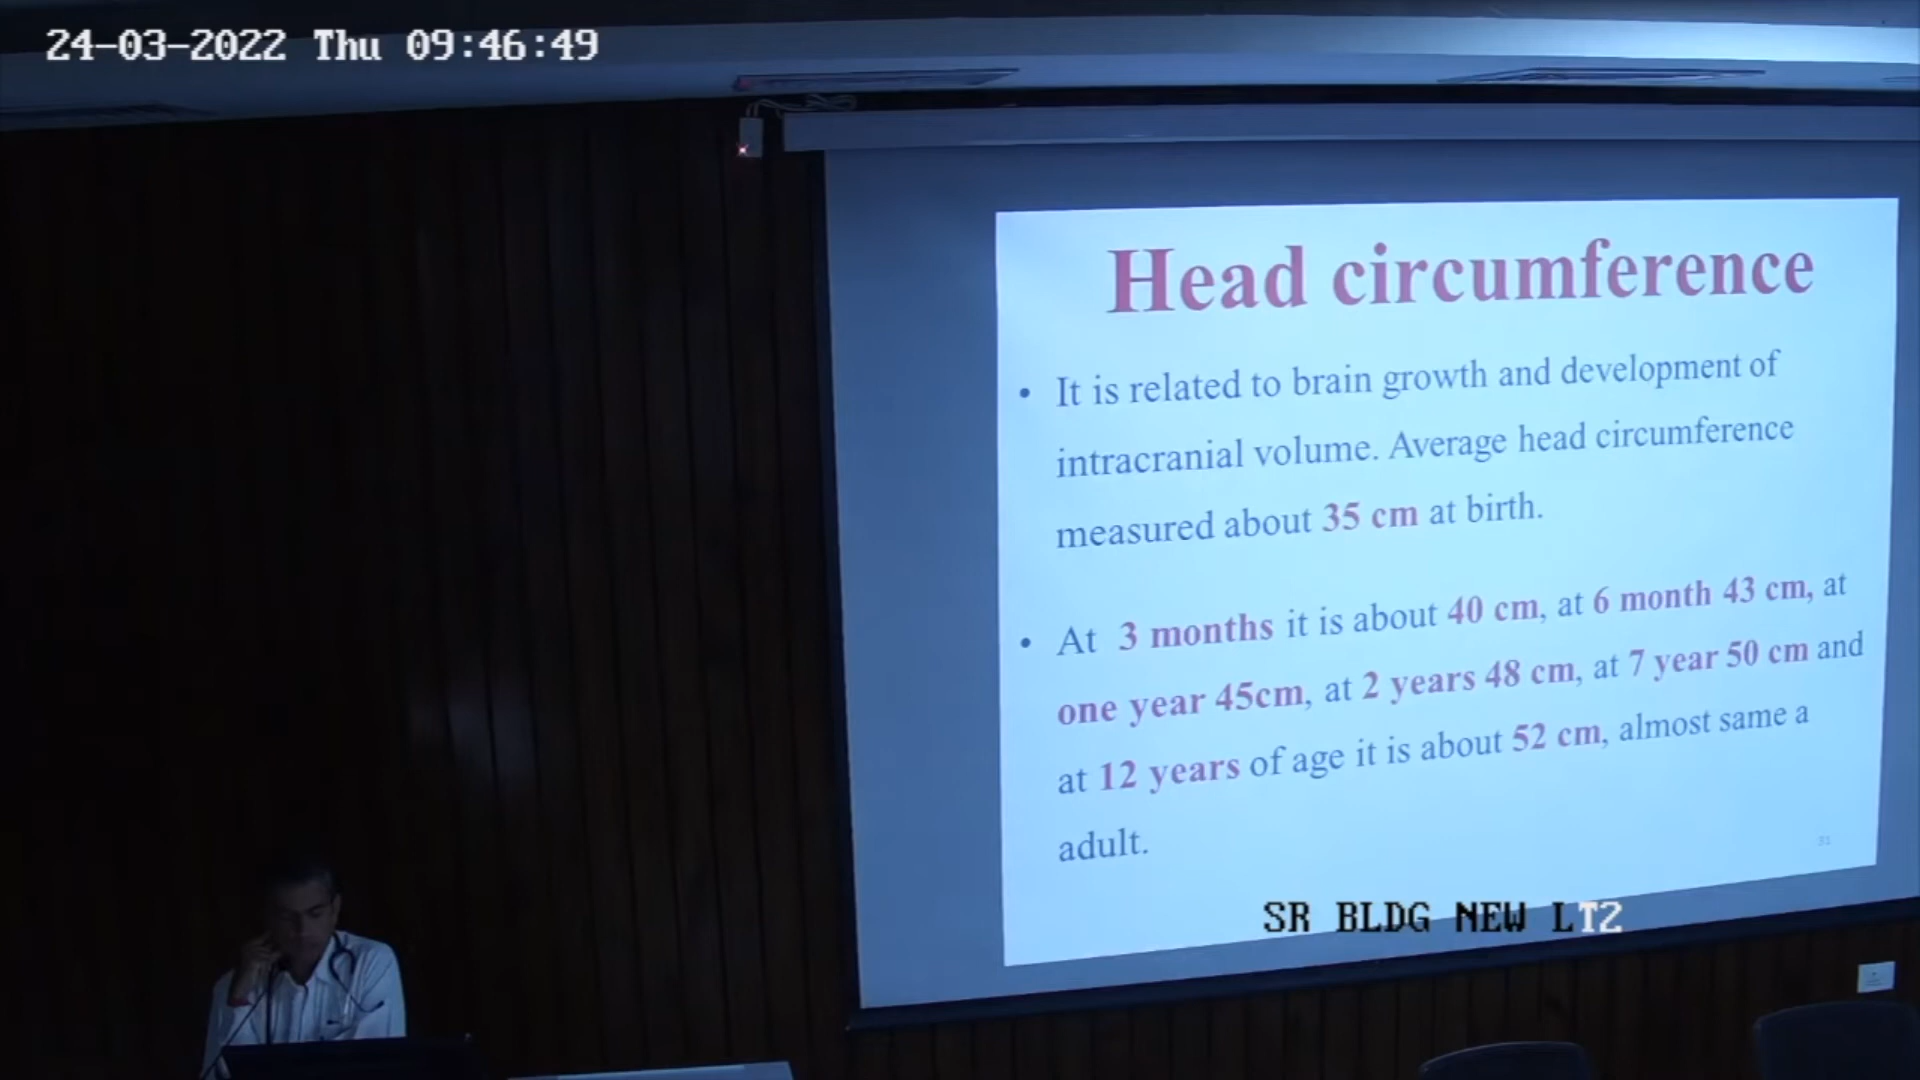 24-03-2022 Thu 09:46:49
Head circumference
• It is related to brain growth and development of
intracranial volume. Average head circumference
measured about 35 cm at birth.
• At 3 months it is about 40 cm, at 6 month 43 cm, at
one year 45cm, at 2 years 48 cm, at 7 year 50 cm and
at 12 years of age it is about 52 cm, almost same a
adult.
31
SR BLDG NEW LT2